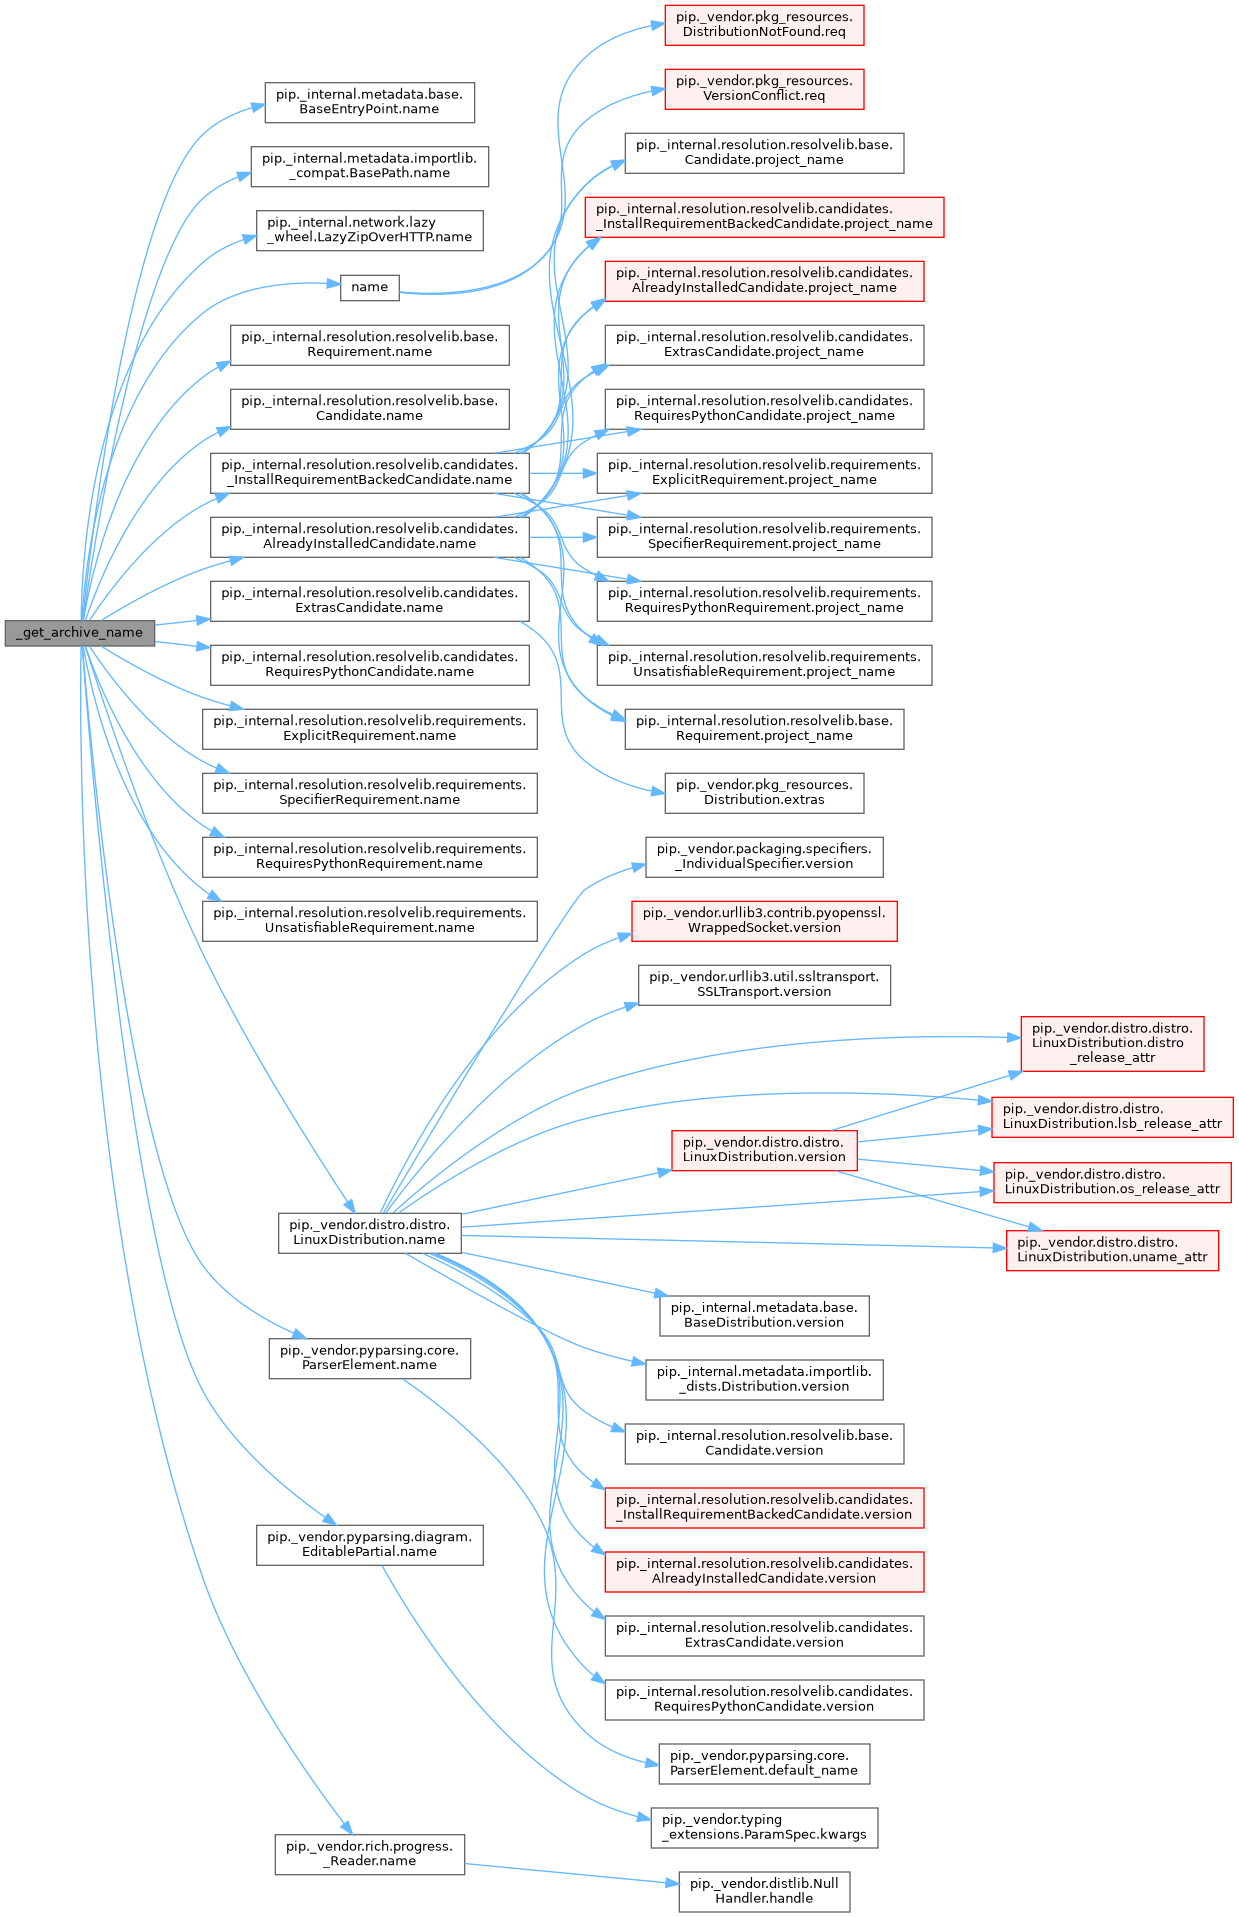 _get_archive_name
pip._internal.metadata.base.
BaseEntryPoint.name
pip._internal.metadata.importlib.
_compat.BasePath.name
pip._internal.network.lazy
_wheel.LazyZipOverHTTP.name
name
pip._internal.resolution.resolvelib.base.
Requirement.name
pip._internal.resolution.resolvelib.base.
Candidate.name
pip._internal.resolution.resolvelib.candidates.
_InstallRequirementBackedCandidate.name
pip._internal.resolution.resolvelib.candidates.
AlreadyInstalledCandidate.name
pip._internal.resolution.resolvelib.candidates.
ExtrasCandidate.name
pip._internal.resolution.resolvelib.candidates.
RequiresPythonCandidate.name
pip._internal.resolution.resolvelib.requirements.
ExplicitRequirement.name
pip._internal.resolution.resolvelib.requirements.
SpecifierRequirement.name
pip._internal.resolution.resolvelib.requirements.
RequiresPythonRequirement.name
pip._internal.resolution.resolvelib.requirements.
UnsatisfiableRequirement.name
pip._vendor.distro.distro.
LinuxDistribution.name
pip._vendor.pyparsing.core.
ParserElement.name
pip._vendor.pyparsing.diagram.
EditablePartial.name
pip._vendor.rich.progress.
_Reader.name
pip._vendor.pkg_resources.
DistributionNotFound.req
pip._vendor.pkg_resources.
VersionConflict.req
pip._internal.resolution.resolvelib.base.
Candidate.project_name
pip._internal.resolution.resolvelib.candidates.
_InstallRequirementBackedCandidate.project_name
pip._internal.resolution.resolvelib.candidates.
AlreadyInstalledCandidate.project_name
pip._internal.resolution.resolvelib.candidates.
ExtrasCandidate.project_name
pip._internal.resolution.resolvelib.candidates.
RequiresPythonCandidate.project_name
pip._internal.resolution.resolvelib.requirements.
ExplicitRequirement.project_name
pip._internal.resolution.resolvelib.requirements.
SpecifierRequirement.project_name
pip._internal.resolution.resolvelib.requirements.
RequiresPythonRequirement.project_name
pip._internal.resolution.resolvelib.requirements.
UnsatisfiableRequirement.project_name
pip._internal.resolution.resolvelib.base.
Requirement.project_name
pip._vendor.pkg_resources.
Distribution.extras
pip._vendor.packaging.specifiers.
_IndividualSpecifier.version
pip._vendor.urllib3.contrib.pyopenssl.
WrappedSocket.version
pip._vendor.urllib3.util.ssltransport.
SSLTransport.version
pip._vendor.distro.distro.
LinuxDistribution.version
pip._internal.metadata.base.
BaseDistribution.version
pip._internal.metadata.importlib.
_dists.Distribution.version
pip._internal.resolution.resolvelib.base.
Candidate.version
pip._internal.resolution.resolvelib.candidates.
_InstallRequirementBackedCandidate.version
pip._internal.resolution.resolvelib.candidates.
AlreadyInstalledCandidate.version
pip._internal.resolution.resolvelib.candidates.
ExtrasCandidate.version
pip._internal.resolution.resolvelib.candidates.
RequiresPythonCandidate.version
pip._vendor.pyparsing.core.
ParserElement.default_name
pip._vendor.typing
_extensions.ParamSpec.kwargs
pip._vendor.distlib.Null
Handler.handle
pip._vendor.distro.distro.
LinuxDistribution.distro
_release_attr
pip._vendor.distro.distro.
LinuxDistribution.lsb_release_attr
pip._vendor.distro.distro.
LinuxDistribution.os_release_attr
pip._vendor.distro.distro.
LinuxDistribution.uname_attr